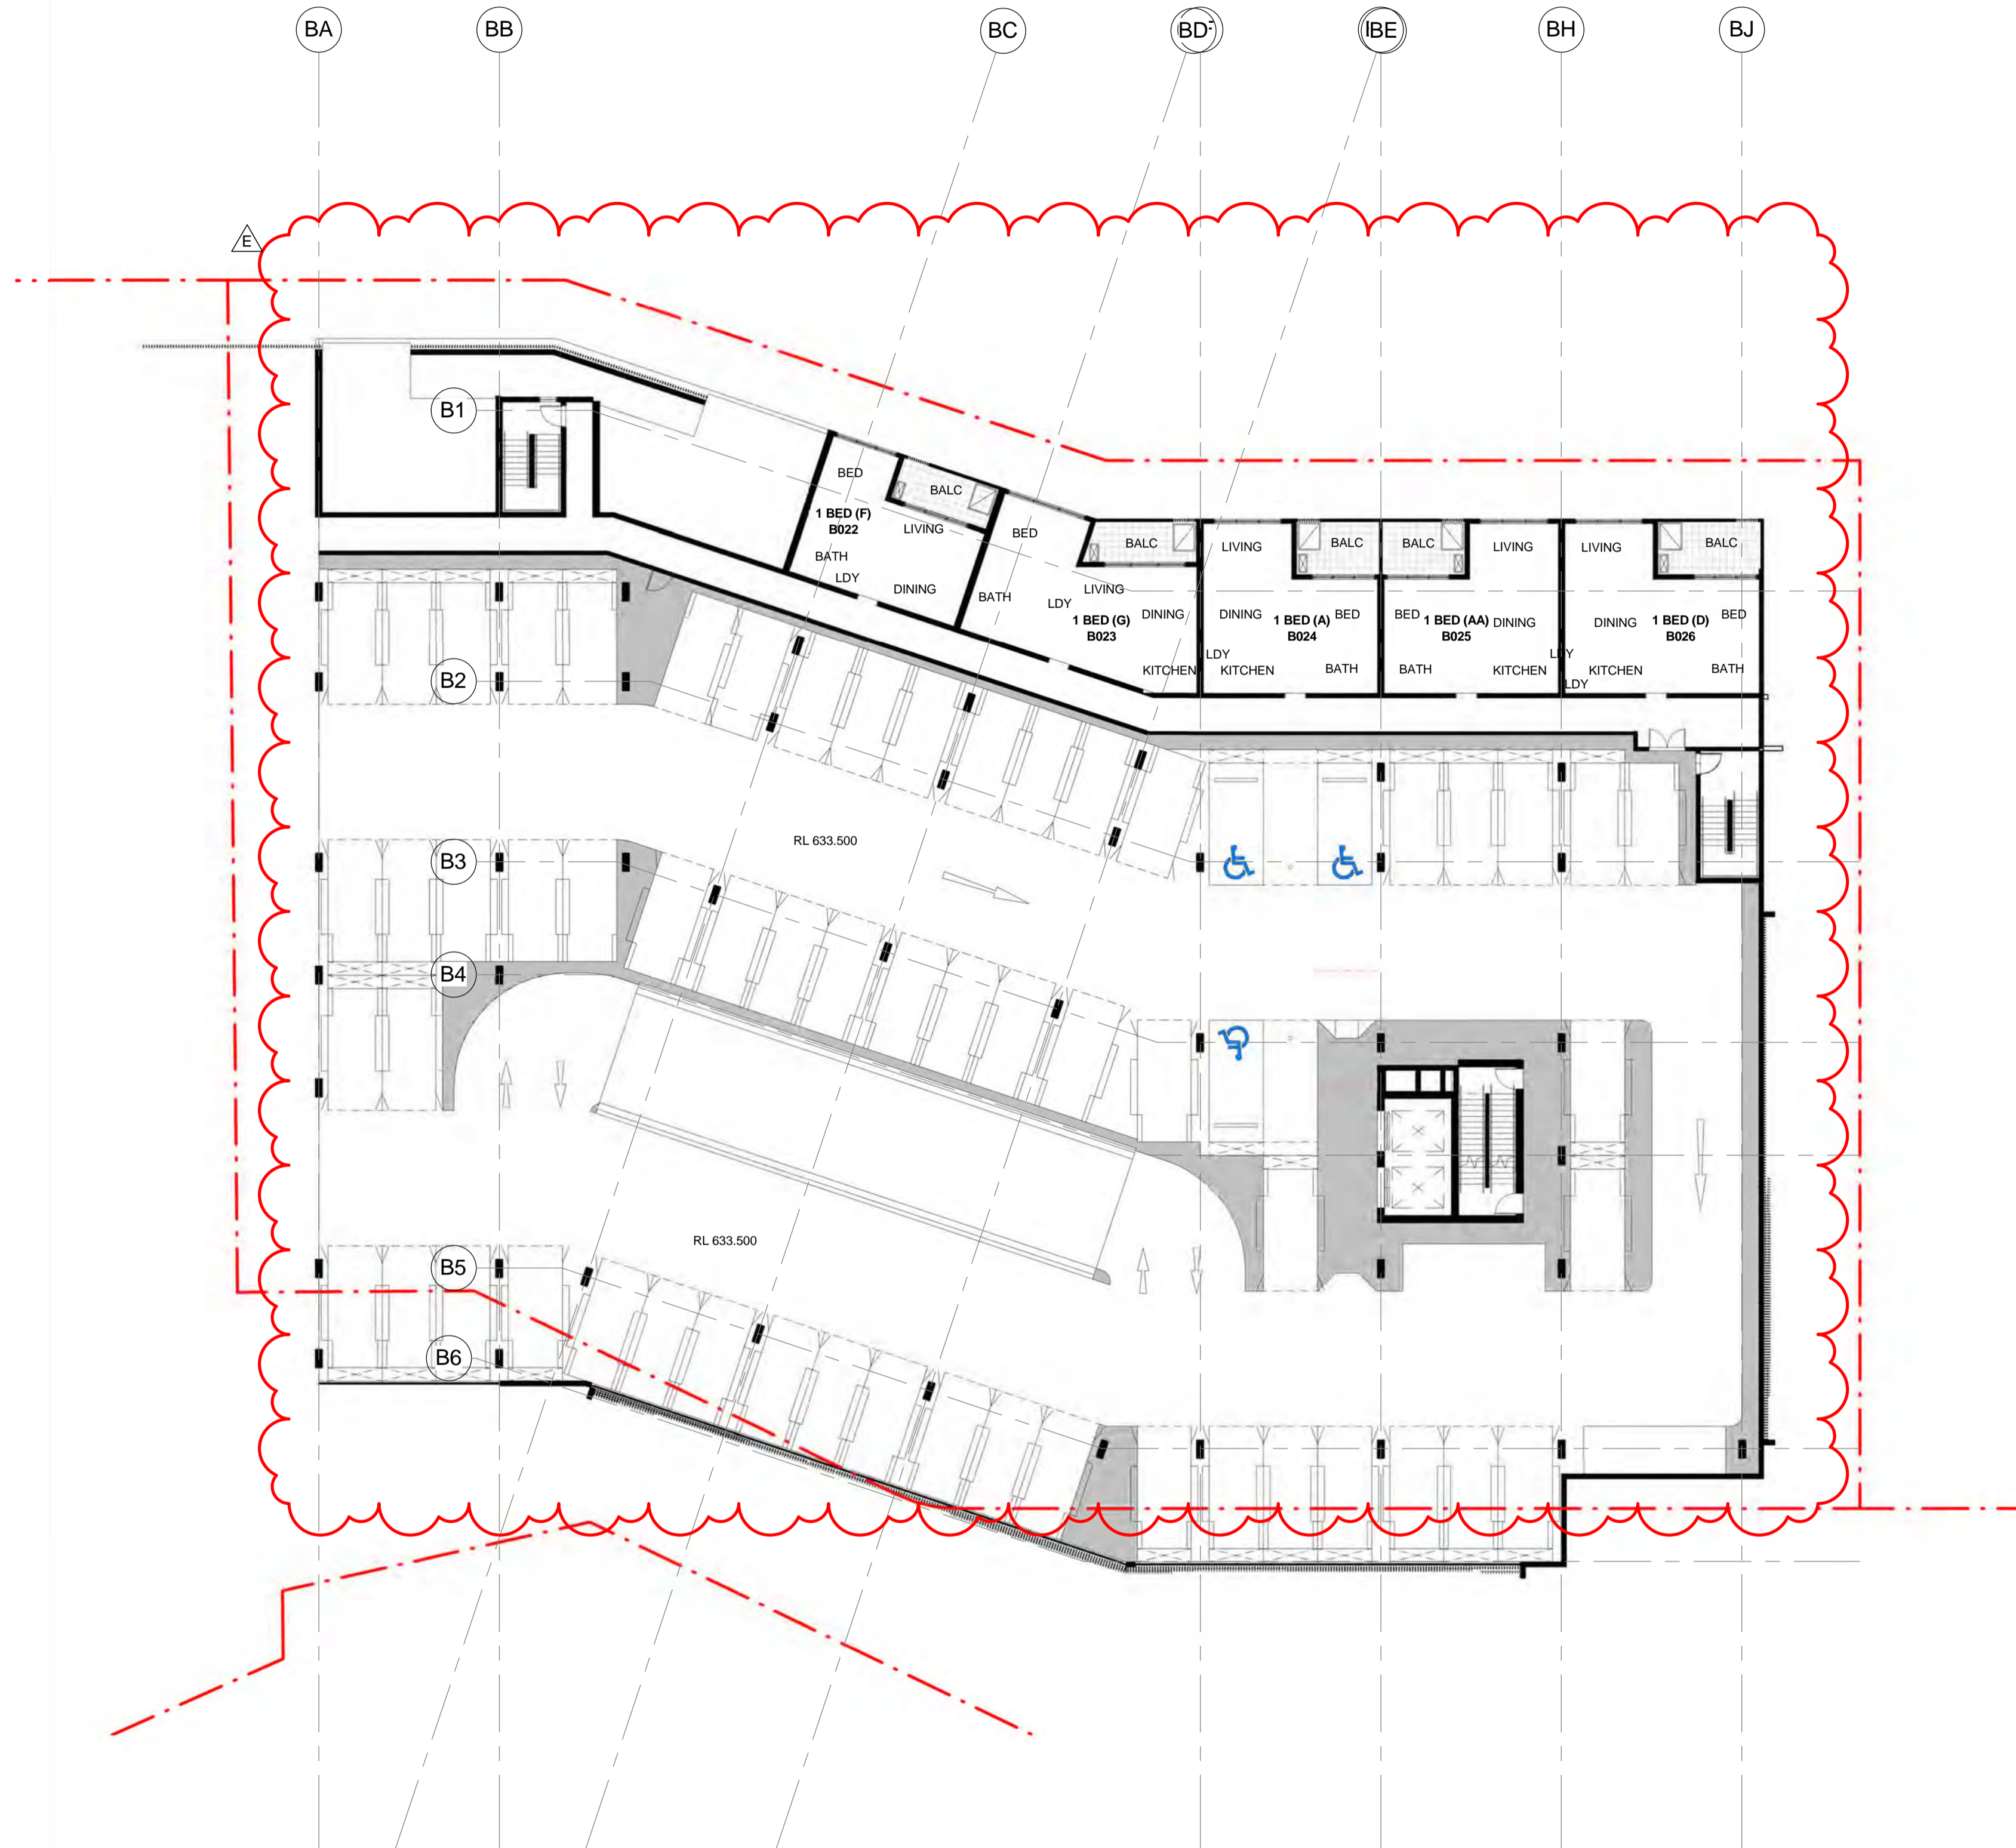 BA
BB
BC
BD
BE
BH
BJ
E
B1
BED
BALC
1 BED (F)
B022
LIVING
BATH
LDY
DINING
BED
BALC
LIVING
BATH
LDY
1 BED (G)
B023
DINING
KITCHEN
LIVING
BALC
DINING
1 BED (A)
B024
BED
LDY
KITCHEN
BATH
BALC
LIVING
BED
1 BED (AA)
B025
DINING
LDY
BATH
KITCHEN
LIVING
BALC
DINING
1 BED (D)
B026
BED
KITCHEN
BATH
LDY
B2
RL 633.500
B3
B4
RL 633.500
B5
B6